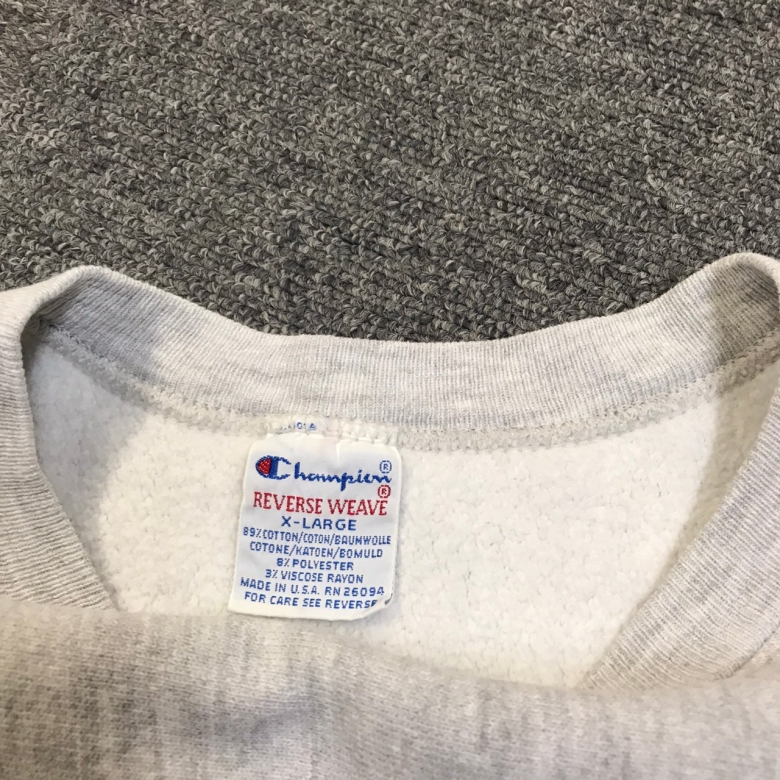 Champion®
REVERSE WEAVE®
X-LARGE
89% COTTON/COTON/BAUMWOLLE
COTONE/KATOEN/BOMULD
8% POLYESTER
3% VISCOSE RAYON
MADE IN U.S.A. RN 26094
FOR CARE SEE REVERSE